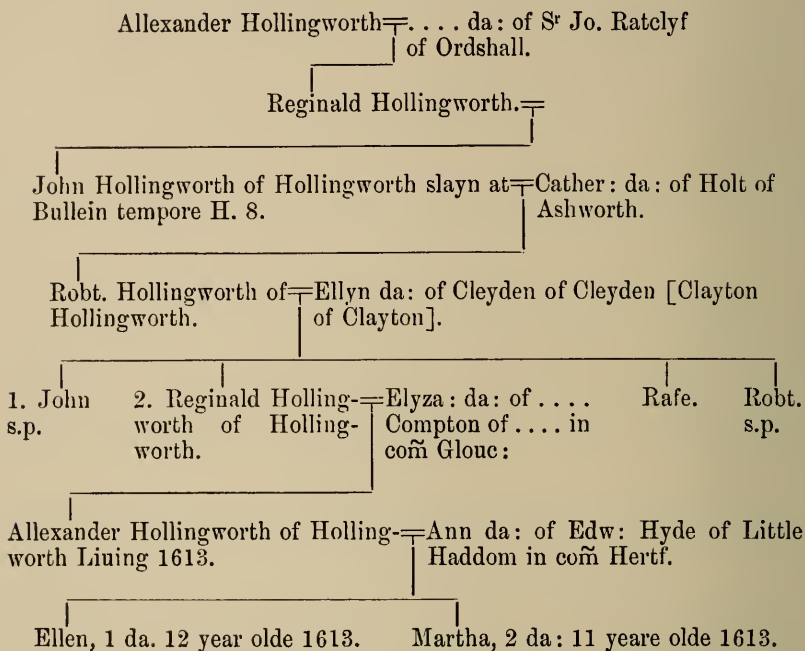 Allexander Hollingworth=. . . . da: of Sʳ Jo. Ratclyf
of Ordshall.
Reginald Hollingworth.=
John Hollingworth of Hollingworth slayn at=Cather: da: of Holt of
Bullein tempore H. 8. Ashworth.
Robt. Hollingworth of=Ellyn da: of Cleyden of Cleyden [Clayton
Hollingworth. of Clayton].
1. John 2. Reginald Holling-=Elyza: da: of . . . . Rafe. Robt.
s.p. worth of Holling- Compton of . . . . in s.p.
worth. com̃ Glouc:
Allexander Hollingworth of Holling-=Ann da: of Edw: Hyde of Little
worth Liuing 1613. Haddom in com̃ Hertf.
Ellen, 1 da. 12 year olde 1613. Martha, 2 da: 11 yeare olde 1613.